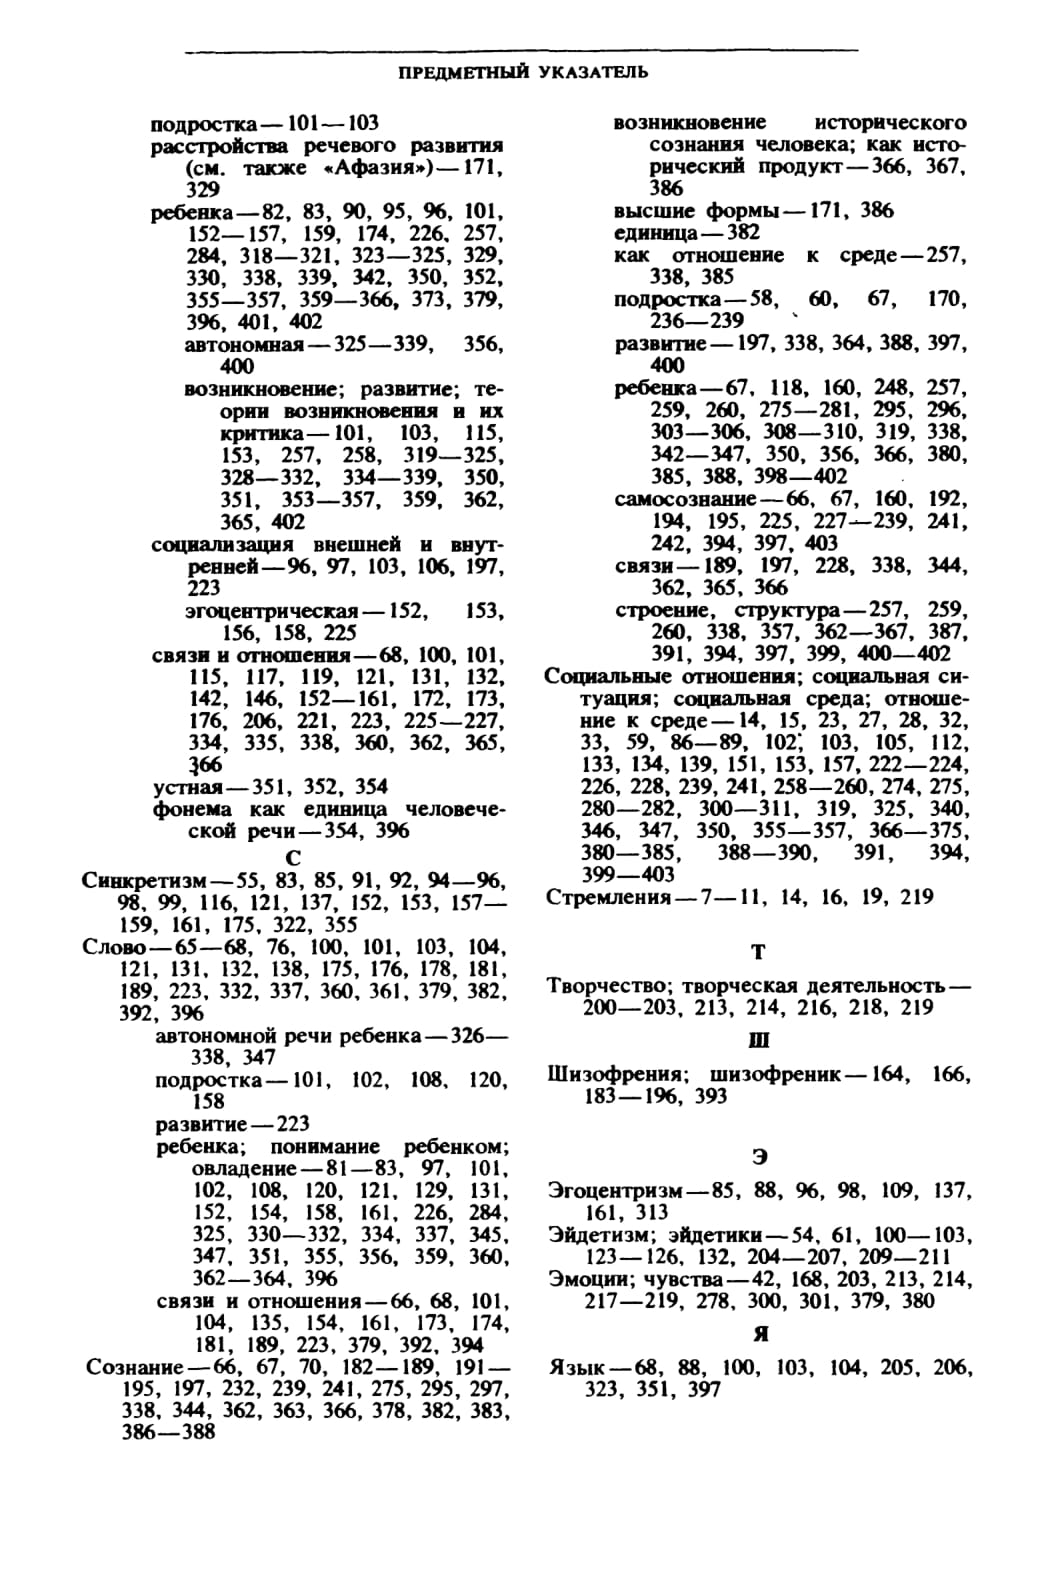 ПРЕДМЕТНЫЙ УКАЗАТЕЛЬ
подростка—101—103
расстройства речевого развития
(см. также «Афазия»)—171,
329
ребенка—82, 83, 90, 95, 96, 101,
152—157, 159, 174, 226, 257,
284, 318—321, 323—325, 329,
330, 338, 339, 342, 350, 352,
355—357, 359—366, 373, 379,
396, 401, 402
автономная—325—339, 356,
400
возникновение; развитие; те-
ории возникновения и их
критика—101, 103, 115,
153, 257, 258, 319—325,
328—332, 334—339, 350,
351, 353—357, 359, 362,
365, 402
социализация внешней и внут-
ренней—96, 97, 103, 106, 197,
223
эгоцентрическая—152, 153,
156, 158, 225
связи и отношения—68, 100, 101,
115, 117, 119, 121, 131, 132,
142, 146, 152—161, 172, 173,
176, 206, 221, 223, 225—227,
334, 335, 338, 360, 362, 365,
366
устная—351, 352, 354
фонема как единица человече-
ской речи—354, 396
С
Синкретизм—55, 83, 85, 91, 92, 94—96,
98, 99, 116, 121, 137, 152, 153, 157—
159, 161, 175, 322, 355
Слово—65—68, 76, 100, 101, 103, 104,
121, 131, 132, 138, 175, 176, 178, 181,
189, 223, 332, 337, 360, 361, 379, 382,
392, 396
автономной речи ребенка—326—
338, 347
подростка—101, 102, 108, 120,
158
развитие—223
ребенка; понимание ребенком;
овладение—81—83, 97, 101,
102, 108, 120, 121, 129, 131,
152, 154, 158, 161, 226, 284,
325, 330—332, 334, 337, 345,
347, 351, 355, 356, 359, 360,
362—364, 396
связи и отношения—66, 68, 101,
104, 135, 154, 161, 173, 174,
181, 189, 223, 379, 392, 394
Сознание—66, 67, 70, 182—189, 191—
195, 197, 232, 239, 241, 275, 295, 297,
338, 344, 362, 363, 366, 378, 382, 383,
386—388
возникновение исторического
сознания человека; как исто-
рический продукт—366, 367,
386
высшие формы—171, 386
единица—382
как отношение к среде—257,
338, 385
подростка—58, 60, 67, 170,
236—239
развитие—197, 338, 364, 388, 397,
400
ребенка—67, 118, 160, 248, 257,
259, 260, 275—281, 295, 296,
303—306, 308—310, 319, 338,
342—347, 350, 356, 366, 380,
385, 388, 398—402
самосознание—66, 67, 160, 192,
194, 195, 225, 227—239, 241,
242, 394, 397, 403
связи—189, 197, 228, 338, 344,
362, 365, 366
строение, структура—257, 259,
260, 338, 357, 362—367, 387,
391, 394, 397, 399, 400—402
Социальные отношения; социальная си-
туация; социальная среда; отноше-
ние к среде—14, 15, 23, 27, 28, 32,
33, 59, 86—89, 102, 103, 105, 112,
133, 134, 139, 151, 153, 157, 222—224,
226, 228, 239, 241, 258—260, 274, 275,
280—282, 300—311, 319, 325, 340,
346, 347, 350, 355—357, 366—375,
380—385, 388—390, 391, 394,
399—403
Стремления—7—11, 14, 16, 19, 219
Т
Творчество; творческая деятельность—
200—203, 213, 214, 216, 218, 219
Ш
Шизофрения; шизофреник—164, 166,
183—196, 393
Э
Эгоцентризм—85, 88, 96, 98, 109, 137,
161, 313
Эйдетизм; эйдетики—54, 61, 100—103,
123—126, 132, 204—207, 209—211
Эмоции; чувства—42, 168, 203, 213, 214,
217—219, 278, 300, 301, 379, 380
Я
Язык—68, 88, 100, 103, 104, 205, 206,
323, 351, 397